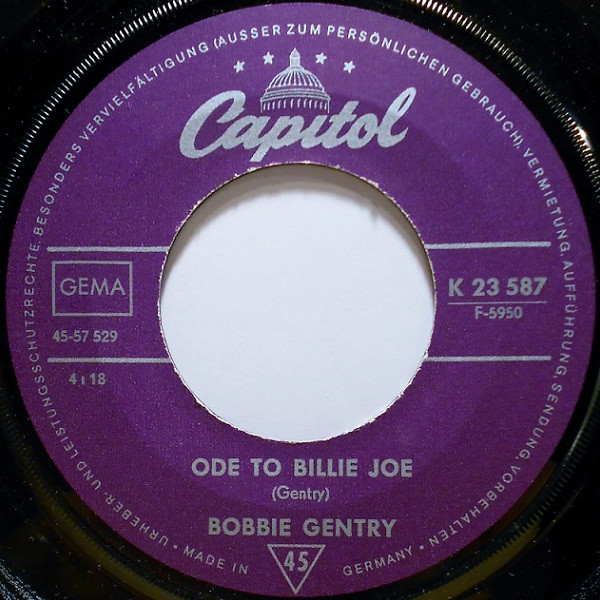 URHEBER- UND LEISTUNGSSCHUTZRECHTE, BESONDERS VERVIELFÄLTIGUNG (AUSSER ZUM PERSÖNLICHEN GEBRAUCH), VERMIETUNG, AUFFÜHRUNG, SENDUNG, VORBEHALTEN
Capitol
GEMA
K 23 587
F-5950
45-57 529
4 ı 18
ODE TO BILLIE JOE
(Gentry)
BOBBIE GENTRY
• MADE IN GERMANY •
45